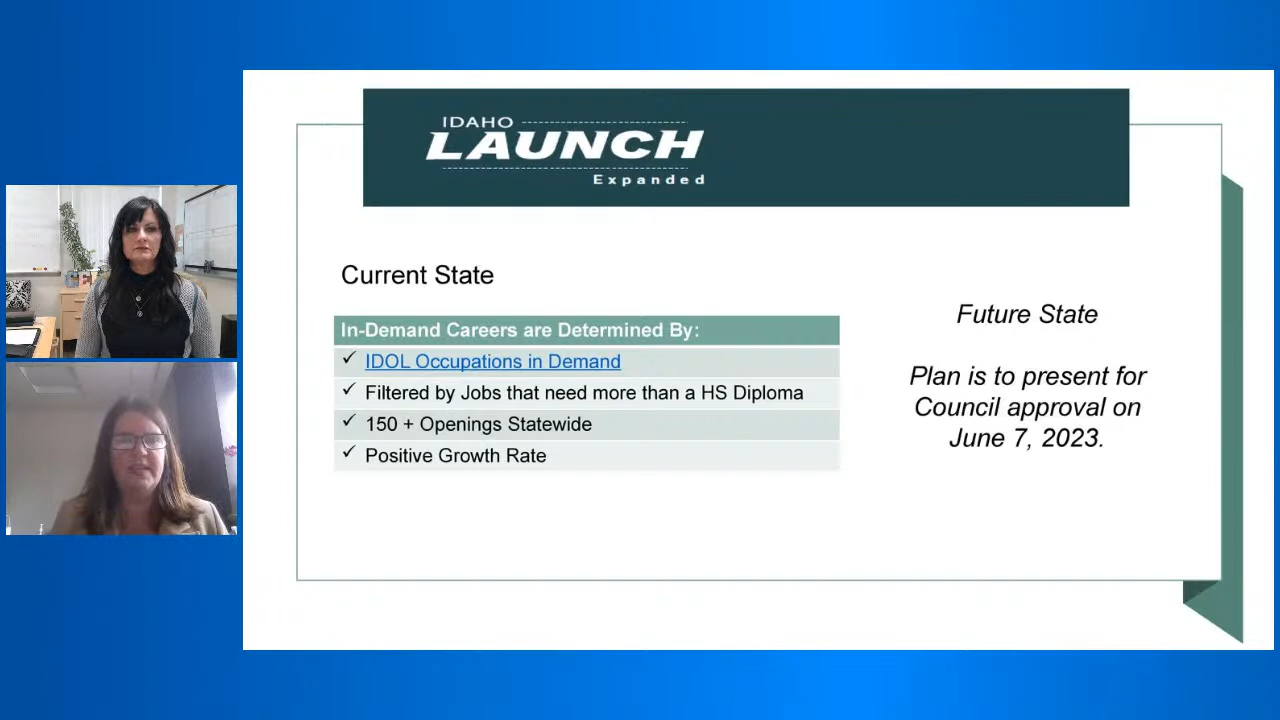 IDAHO
LAUNCH
Expanded
Current State
In-Demand Careers are Determined By:
✓ IDOL Occupations in Demand
✓ Filtered by Jobs that need more than a HS Diploma
✓ 150 + Openings Statewide
✓ Positive Growth Rate
Future State
Plan is to present for
Council approval on
June 7, 2023.